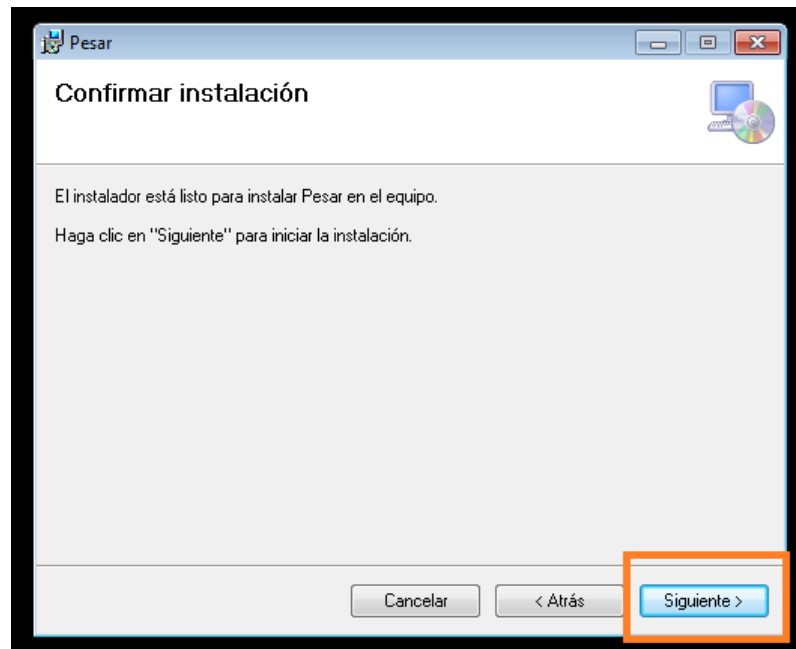 Pesar
Confirmar instalación
El instalador está listo para instalar Pesar en el equipo.
Haga clic en "Siguiente" para iniciar la instalación.
Cancelar
< Atrás
Siguiente >